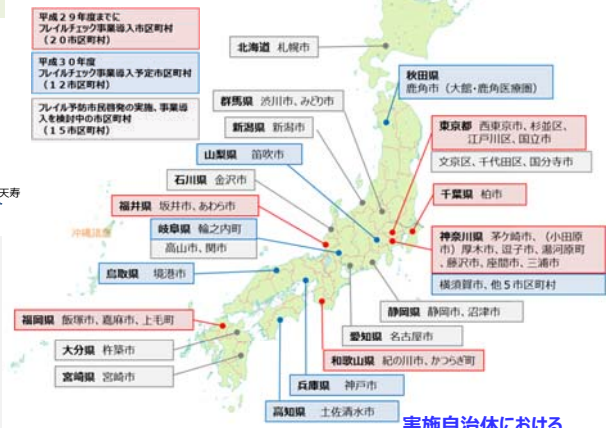 平成29年度までに
フレイルチェック事業導入市区町村
(20市区町村)
平成30年度
フレイルチェック事業導入予定市区町村
(12市区町村)
フレイル予防市民啓発の実施、事業導
入を検討中の市区町村
(15市区町村)
北海道 札幌市
秋田県
鹿角市(大館・鹿角医療圏)
群馬県 渋川市、みどり市
新潟県 新潟市
東京都 西東京市、杉並区、
江戸川区、国立市
文京区、千代田区、国分寺市
山梨県 笛吹市
石川県 金沢市
千葉県 柏市
天寿
福井県 坂井市、あわら市
沖縄諸島
岐阜県 輪之内町
高山市、関市
神奈川県 茅ケ崎市、(小田原
市)厚木市、逗子市、湯河原町
、藤沢市、座間市、三浦市
横須賀市、他5市区町村
鳥取県 境港市
静岡県 静岡市、沼津市
福岡県 飯塚市、嘉麻市、上毛町
愛知県 名古屋市
大分県 杵築市
和歌山県 紀の川市、かつらぎ町
宮崎県 宮崎市
兵庫県 神戸市
高知県 土佐清水市
実施自治体における